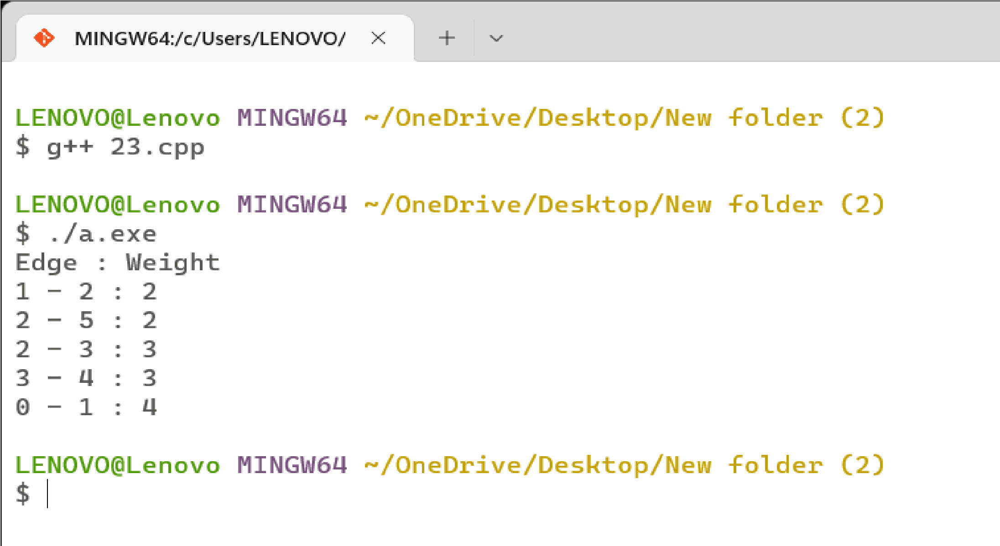 MINGW64:/c/Users/LENOVO/
LENOVO@Lenovo MINGW64 ~/OneDrive/Desktop/New folder (2)
$ g++ 23.cpp
LENOVO@Lenovo MINGW64 ~/OneDrive/Desktop/New folder (2)
$ ./a.exe
Edge : Weight
1 - 2 : 2
2 - 5 : 2
2 - 3 : 3
3 - 4 : 3
0 - 1 : 4
LENOVO@Lenovo MINGW64 ~/OneDrive/Desktop/New folder (2)
$